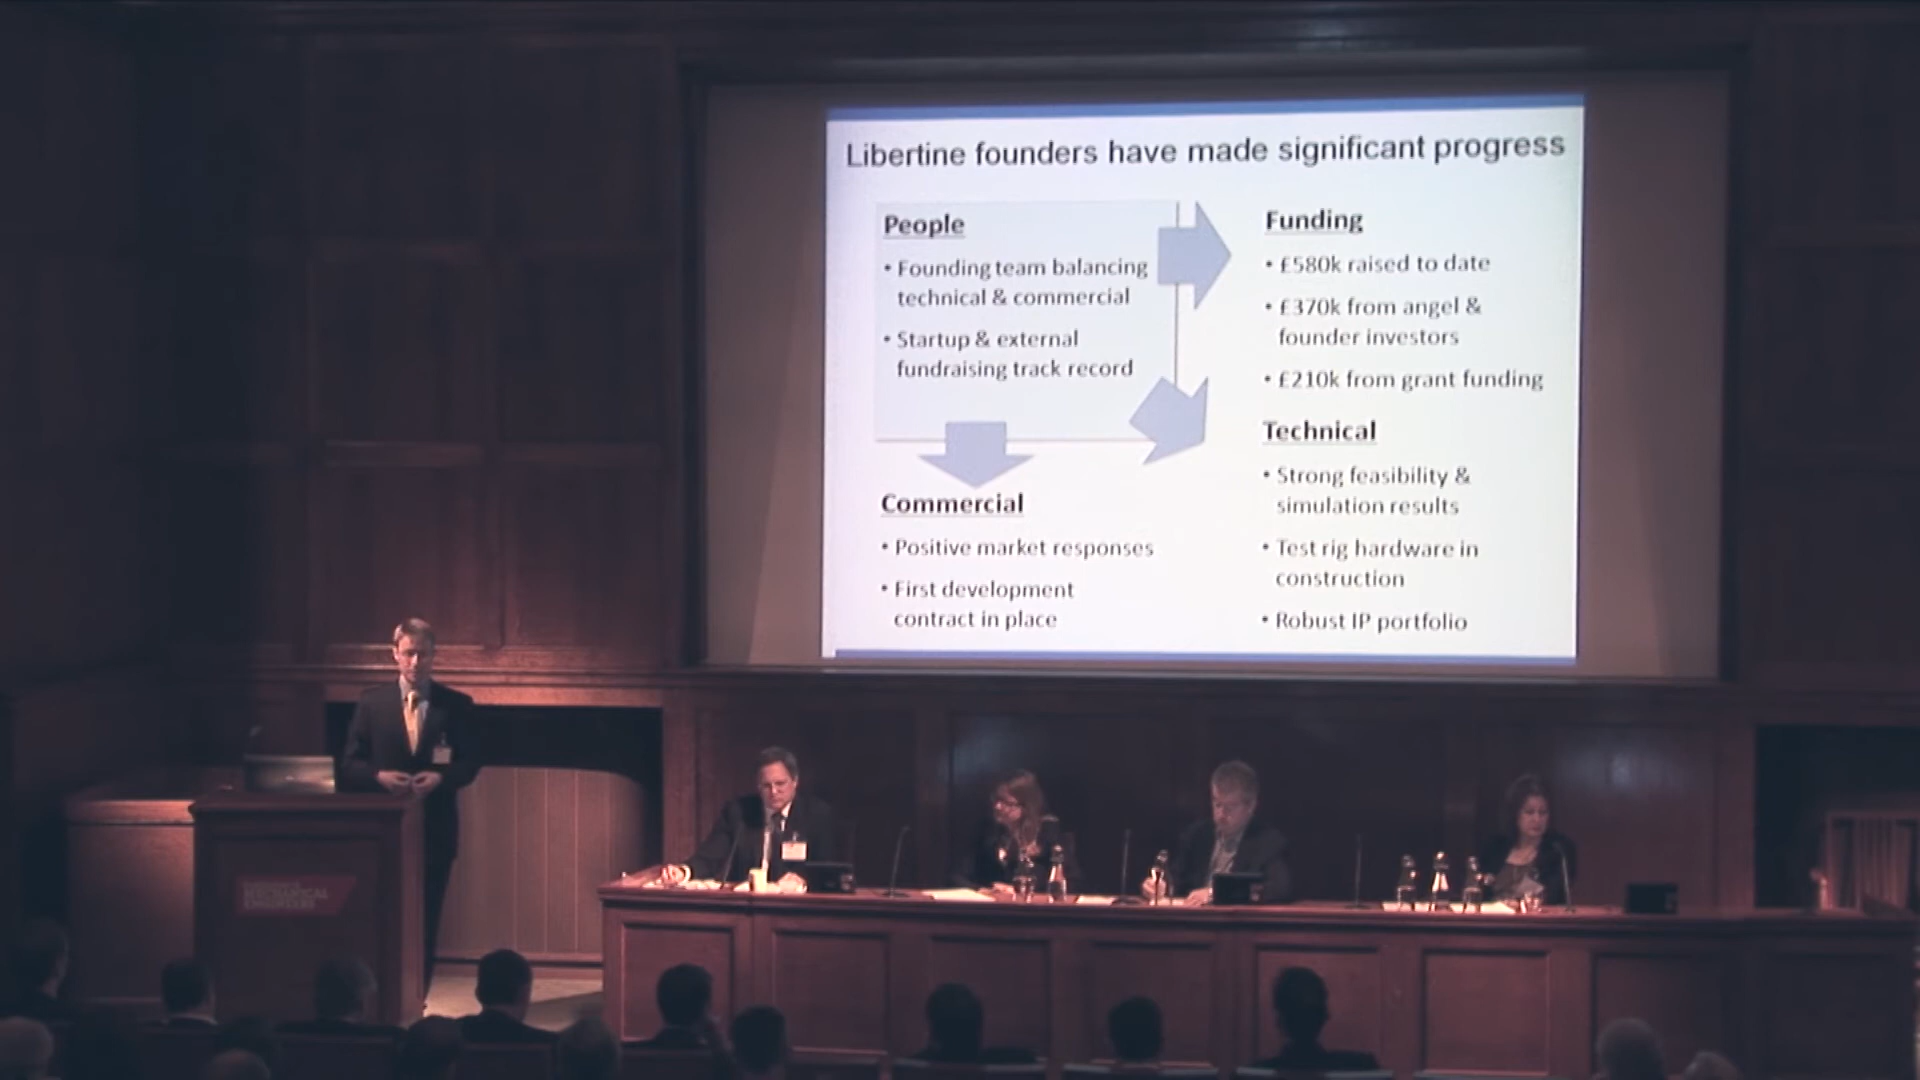 Libertine founders have made significant progress
People
• Founding team balancing
technical & commercial
• Startup & external
fundraising track record
Commercial
• Positive market responses
• First development
contract in place
Funding
• £580k raised to date
• £370k from angel &
founder investors
• £210k from grant funding
Technical
• Strong feasibility &
simulation results
• Test rig hardware in
construction
• Robust IP portfolio
MECHANICAL
ENGINEERS